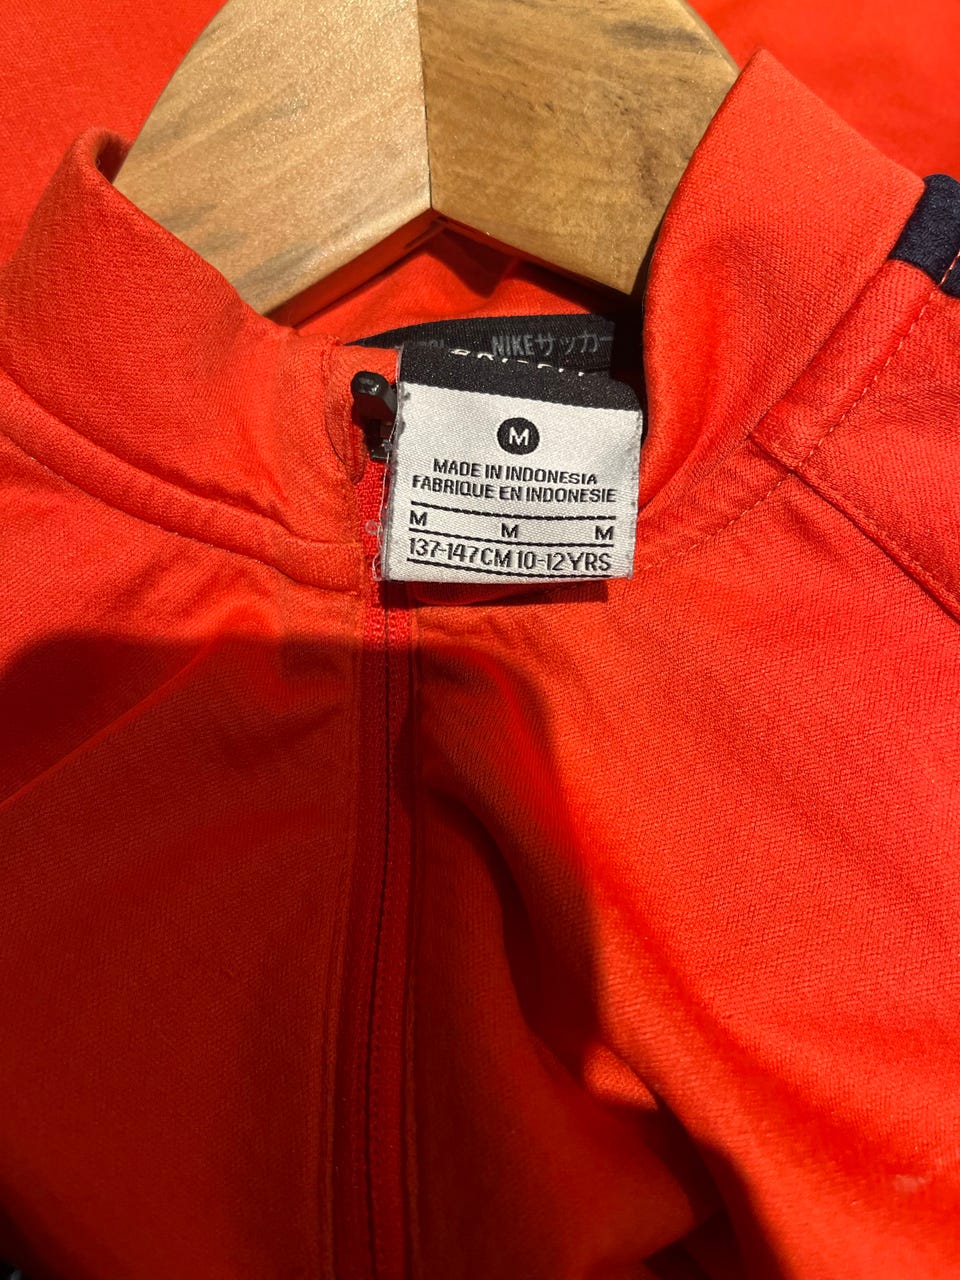 NIKEサッカー
M
MADE IN INDONESIA
FABRIQUE EN INDONESIE
M M M
137-147CM 10-12YRS